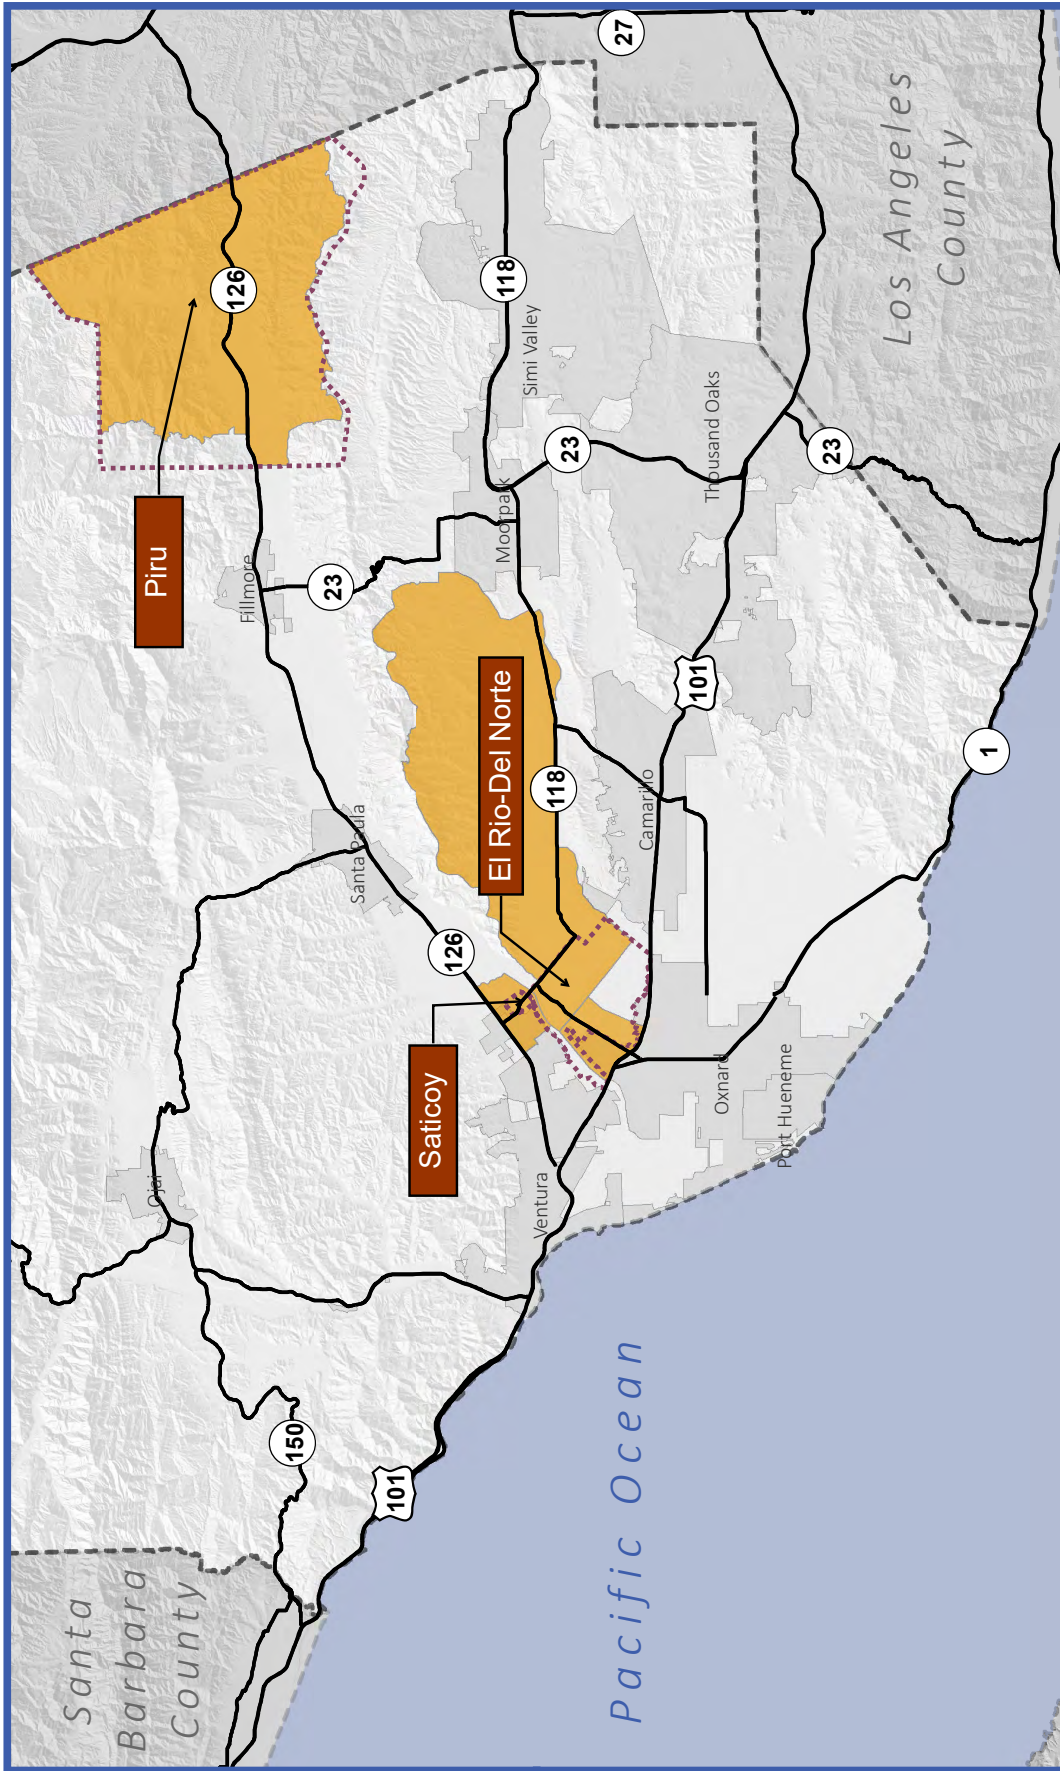 Santa
Barbara
County
150
101
Ojai
Santa Paula
126
Fillmore
23
Piru
126
Saticoy
El Rio-Del Norte
118
Ventura
Moorpark
118
Simi Valley
23
27
Camarillo
101
Thousand Oaks
23
Oxnard
Port Hueneme
1
Pacific Ocean
Los Angeles
County